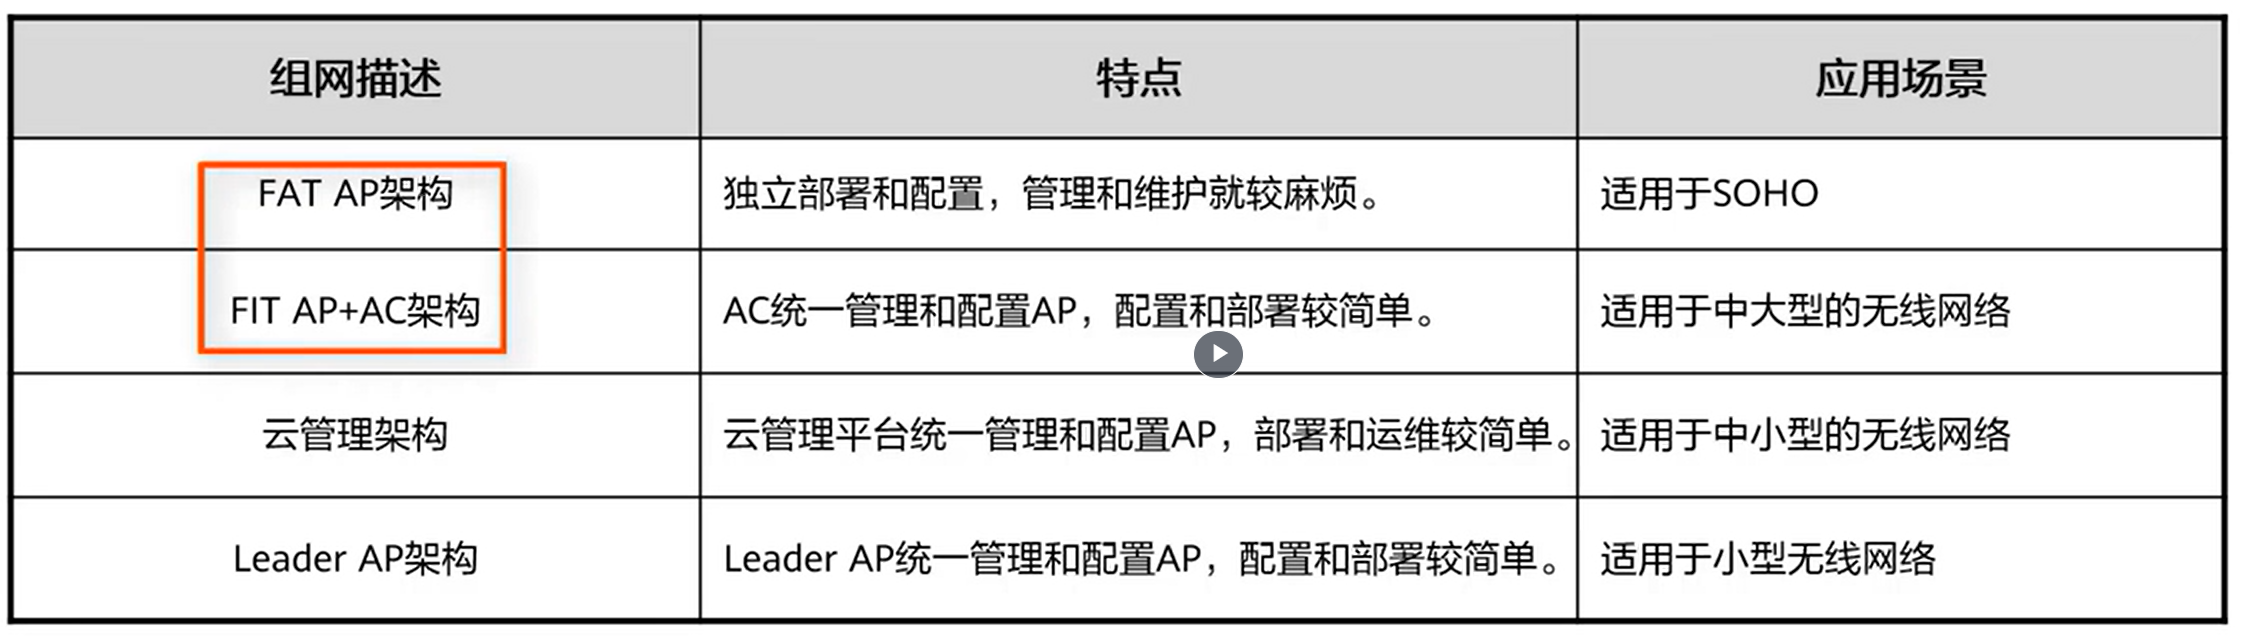 组网描述 特点 应用场景
FAT AP架构 独立部署和配置，管理和维护就较麻烦。 适用于SOHO
FIT AP+AC架构 AC统一管理和配置AP，配置和部署较简单。 适用于中大型的无线网络
云管理架构 云管理平台统一管理和配置AP，部署和运维较简单。 适用于中小型的无线网络
Leader AP架构 Leader AP统一管理和配置AP，配置和部署较简单。 适用于小型无线网络